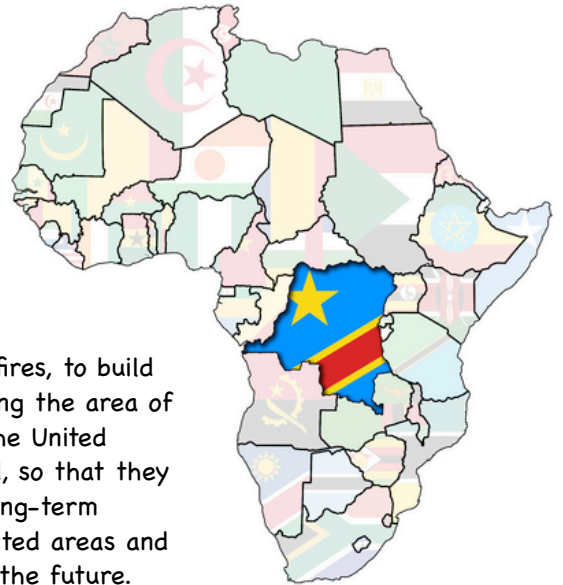 fires, to build
ng the area of
he United
, so that they
ng-term
ted areas and
the future.